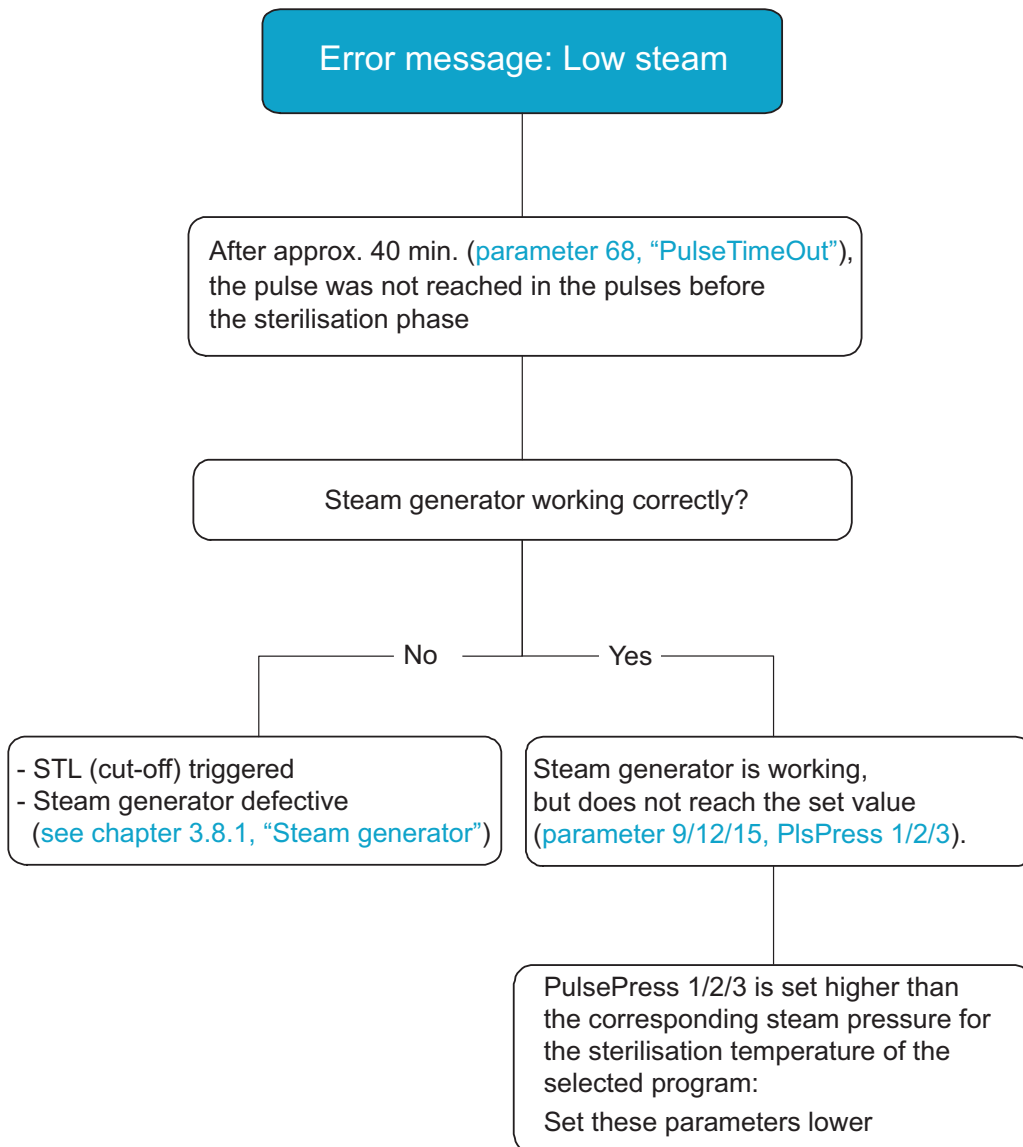 Error message: Low steam
After approx. 40 min. (parameter 68, “PulseTimeOut”),
the pulse was not reached in the pulses before
the sterilisation phase
Steam generator working correctly?
No
Yes
- STL (cut-off) triggered
- Steam generator defective
(see chapter 3.8.1, “Steam generator”)
Steam generator is working,
but does not reach the set value
(parameter 9/12/15, PlsPress 1/2/3).
PulsePress 1/2/3 is set higher than
the corresponding steam pressure for
the sterilisation temperature of the
selected program:
Set these parameters lower